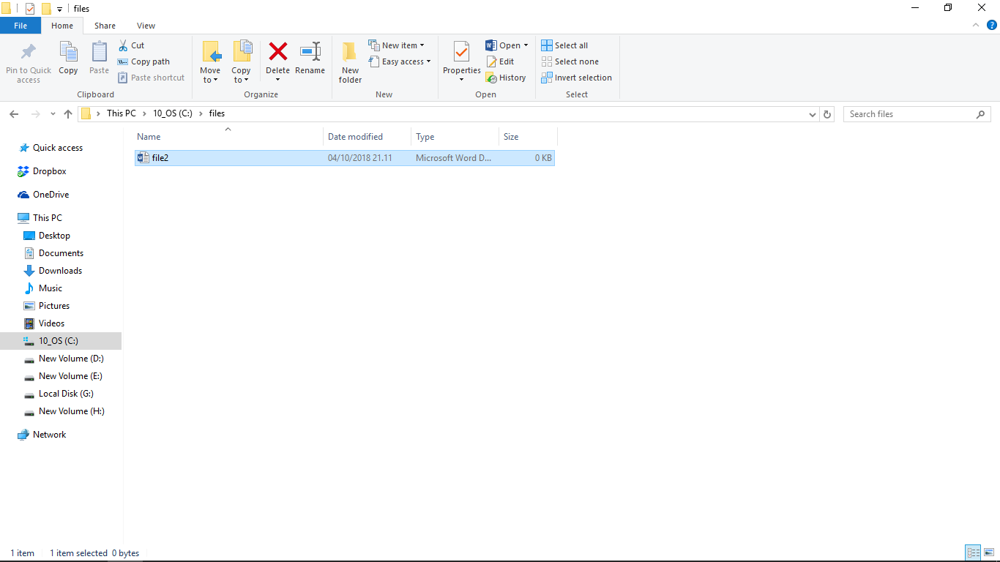 files
File Home Share View
Pin to Quick access
Copy
Paste
Cut
Copy path
Paste shortcut
Clipboard
Move to
Copy to
Delete
Rename
Organize
New folder
New item
Easy access
New
Properties
Open
Edit
History
Open
Select all
Select none
Invert selection
Select
This PC 10_OS (C:) files
Search files
Name Date modified Type Size
file2 04/10/2018 21.11 Microsoft Word D... 0 KB
Quick access
Dropbox
OneDrive
This PC
Desktop
Documents
Downloads
Music
Pictures
Videos
10_OS (C:)
New Volume (D:)
New Volume (E:)
Local Disk (G:)
New Volume (H:)
Network
1 item 1 item selected 0 bytes